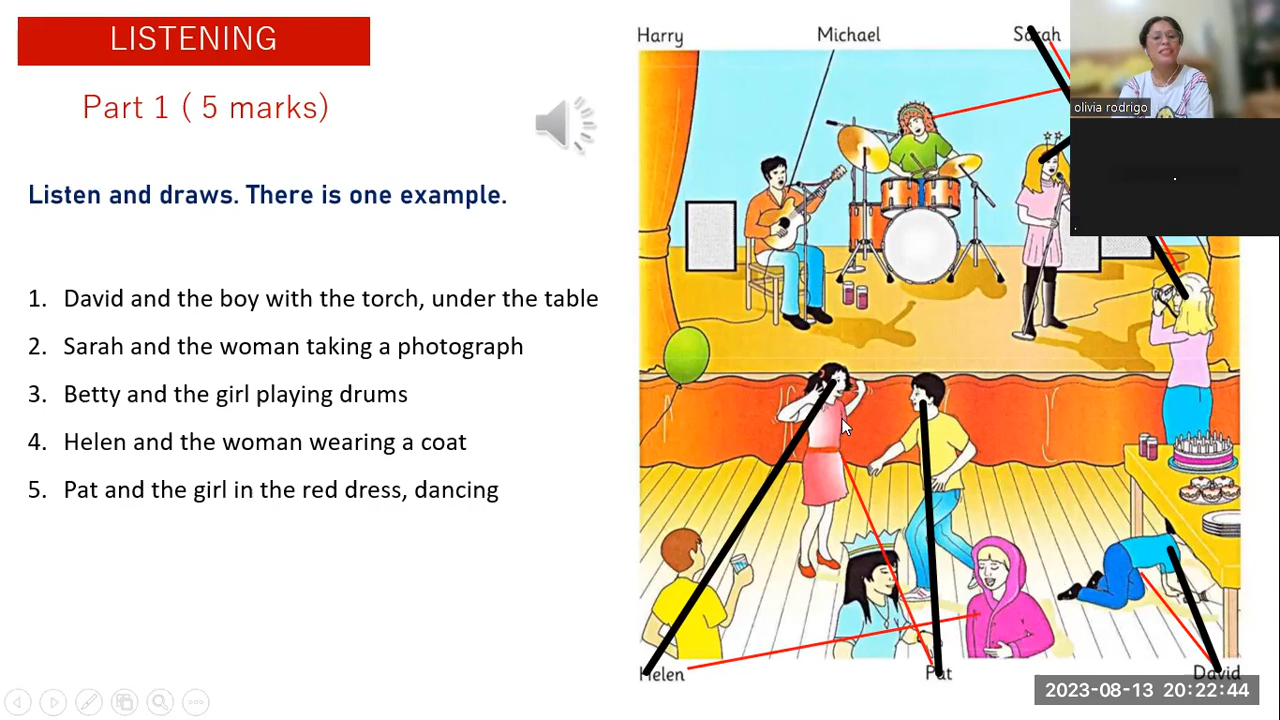 LISTENING
Part 1 ( 5 marks)
Listen and draws. There is one example.
1. David and the boy with the torch, under the table
2. Sarah and the woman taking a photograph
3. Betty and the girl playing drums
4. Helen and the woman wearing a coat
5. Pat and the girl in the red dress, dancing
Harry Michael Sarah
olivia rodrigo
Helen Pat David
2023-08-13 20:22:44